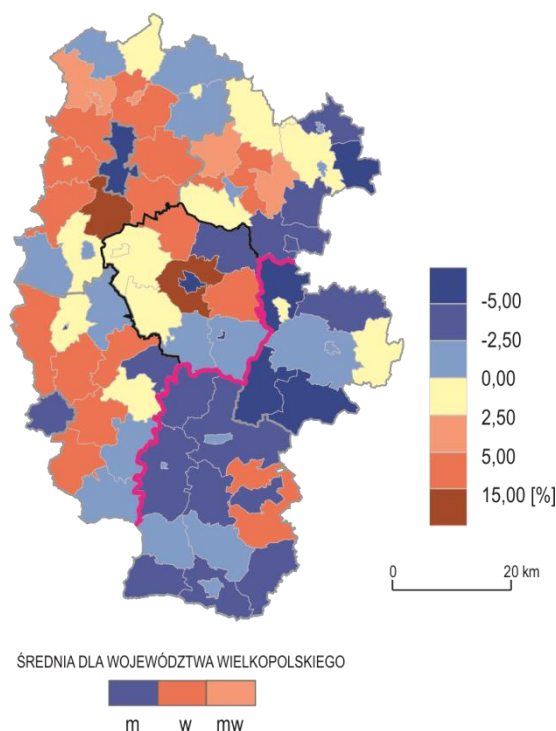 -5,00
-2,50
0,00
2,50
5,00
15,00 [%]
0 20 km
ŚREDNIA DLA WOJEWÓDZTWA WIELKOPOLSKIEGO
m w mw